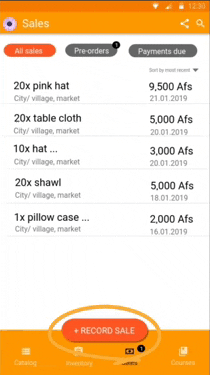 12:30
Sales
All sales
Pre-orders
1
Payments due
Sort by most recent
20x pink hat 9,500 Afs
City/ village, market 21.01.2019
20x table cloth 5,000 Afs
City/ village, market 20.01.2019
10x hat ... 3,000 Afs
City/ village, market 20.01.2019
20x shawl 5,000 Afs
City/ village, market 18.01.2019
1x pillow case ... 2,000 Afs
City/ village, market 16.01.2019
+ RECORD SALE
1
Catalog Inventory Courses